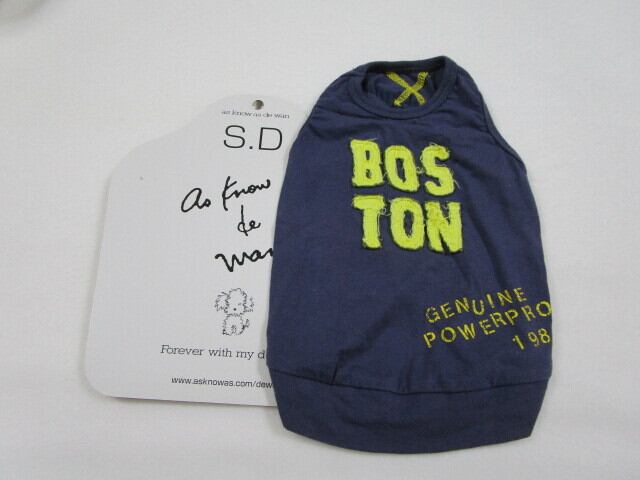 as know as de wan
S.D
as know
de
wan
Forever with my d
www.asknowas.com/dew
BOS
TON
GENUINE
POWERPRO
198